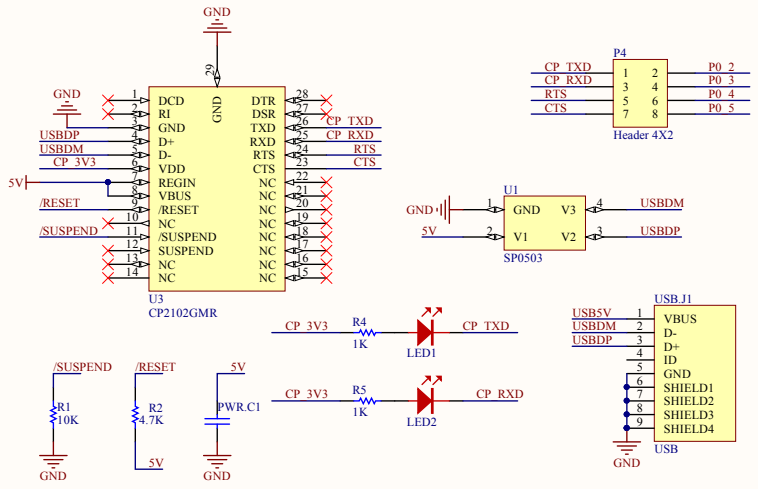 GND
29
GND
1 DCD DTR 28
2 RI DSR 27
GND 3 GND TXD 26 CP_TXD
USBDP 4 D+ RXD 25 CP_RXD
USBDM 5 D- RTS 24 RTS
CP_3V3 6 VDD CTS 23 CTS
5V 7 REGIN NC 22
8 VBUS NC 21
/RESET 9 /RESET NC 20
10 NC NC 19
/SUSPEND 11 /SUSPEND NC 18
12 SUSPEND NC 17
13 NC NC 16
14 NC NC 15
U3
CP2102GMR
P4
CP_TXD 1 2 P0_2
CP_RXD 3 4 P0_3
RTS 5 6 P0_4
CTS 7 8 P0_5
Header 4X2
U1
GND 1 GND V3 4 USBDM
5V 2 V1 V2 3 USBDP
SP0503
CP_3V3 R4 1K LED1 CP_TXD
CP_3V3 R5 1K LED2 CP_RXD
USB.J1
USB5V 1 VBUS
USBDM 2 D-
USBDP 3 D+
4 ID
5 GND
6 SHIELD1
7 SHIELD2
8 SHIELD3
9 SHIELD4
GND
USB
/SUSPEND
R1
10K
GND
/RESET
R2
4.7K
5V
5V
PWR.C1
GND